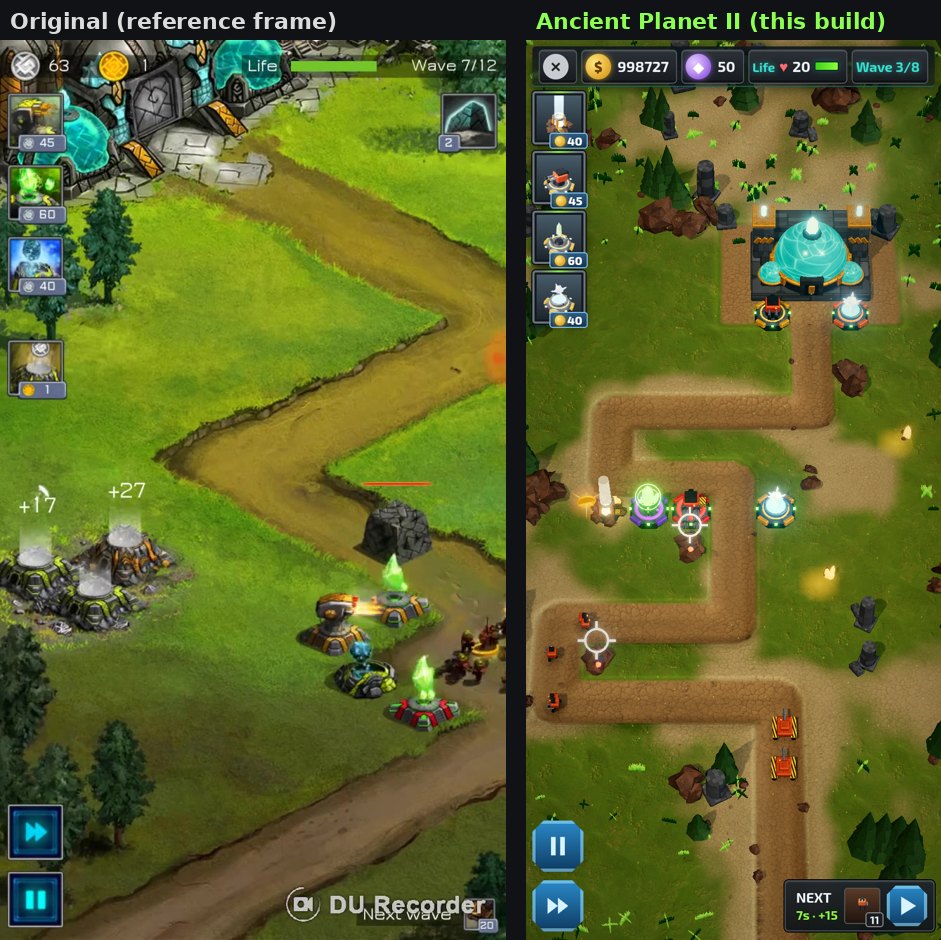 Original (reference frame)
63
1
Life
Wave 7/12
45
60
40
1
2
+17
+27
DU Recorder
Next wave
20
Ancient Planet II (this build)
$ 998727
50
Life ♥ 20
Wave 3/8
40
45
60
40
NEXT
7s · +15
11